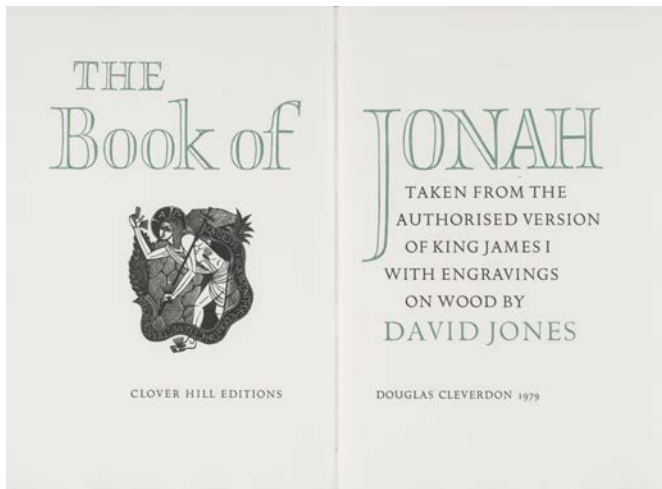 THE
Book of
JONAH
TAKEN FROM THE
AUTHORISED VERSION
OF KING JAMES I
WITH ENGRAVINGS
ON WOOD BY
DAVID JONES
CLOVER HILL EDITIONS
DOUGLAS CLEVERDON 1979